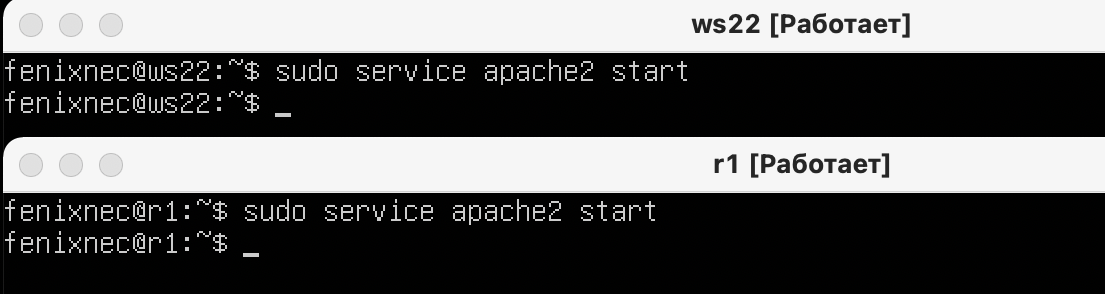 ws22 [Работает]
fenixnec@ws22:~$ sudo service apache2 start
fenixnec@ws22:~$ _
r1 [Работает]
fenixnec@r1:~$ sudo service apache2 start
fenixnec@r1:~$ _